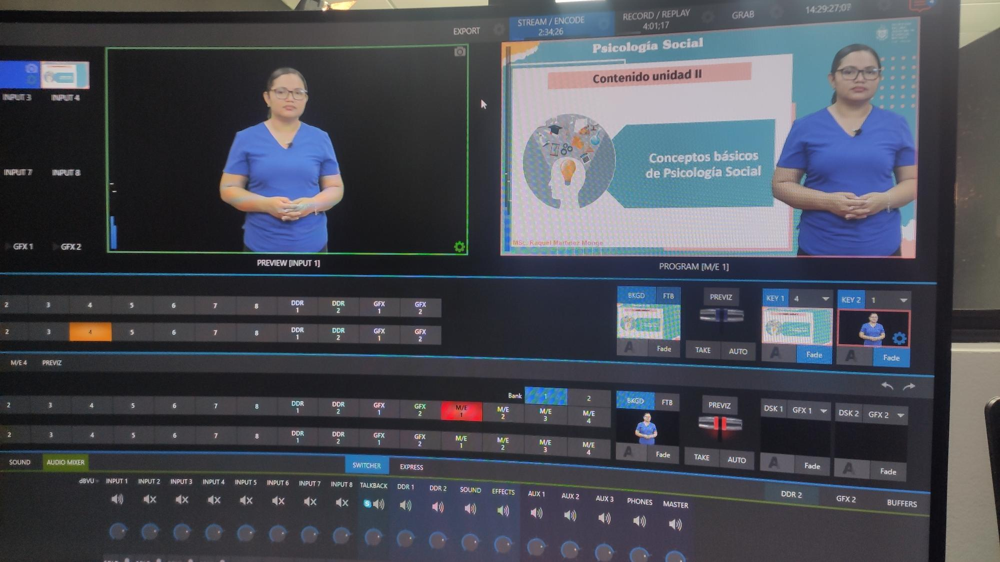 EXPORT
STREAM / ENCODE
2:34;26
RECORD / REPLAY
4:01;17
GRAB
INPUT 3
INPUT 4
INPUT 7
INPUT 8
GFX 1
GFX 2
Psicología Social
Contenido unidad II
Conceptos básicos
de Psicología Social
MSc. Raquel Martínez Monge
PREVIEW [INPUT 1]
PROGRAM [M/E 1]
2 3 4 5 6 7 8 DDR 1 DDR 2 GFX 1 GFX 2
2 3 4 5 6 7 8 DDR 1 DDR 2 GFX 1 GFX 2
BKGD FTB
PREVIZ
KEY 1 4
KEY 2 1
A Fade
TAKE AUTO
A Fade
A Fade
M/E 4 PREVIZ
Bank 1 2
2 3 4 5 6 7 8 DDR 1 DDR 2 GFX 1 GFX 2 M/E 1 M/E 2 M/E 3 M/E 4
2 3 4 5 6 7 8 DDR 1 DDR 2 GFX 1 GFX 2 M/E 1 M/E 2 M/E 3 M/E 4
BKGD FTB
PREVIZ
DSK 1 GFX 1
DSK 2 GFX 2
A Fade
TAKE AUTO
A Fade
A Fade
SOUND AUDIO MIXER
SWITCHER EXPRESS
dBVU INPUT 1 INPUT 2 INPUT 3 INPUT 4 INPUT 5 INPUT 6 INPUT 7 INPUT 8 TALKBACK DDR 1 DDR 2 SOUND EFFECTS AUX 1 AUX 2 AUX 3 PHONES MASTER
DDR 2 GFX 2 BUFFERS